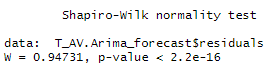 Shapiro-Wilk normality test
data:  T_AV.Arima_forecast$residuals
W = 0.94731, p-value < 2.2e-16